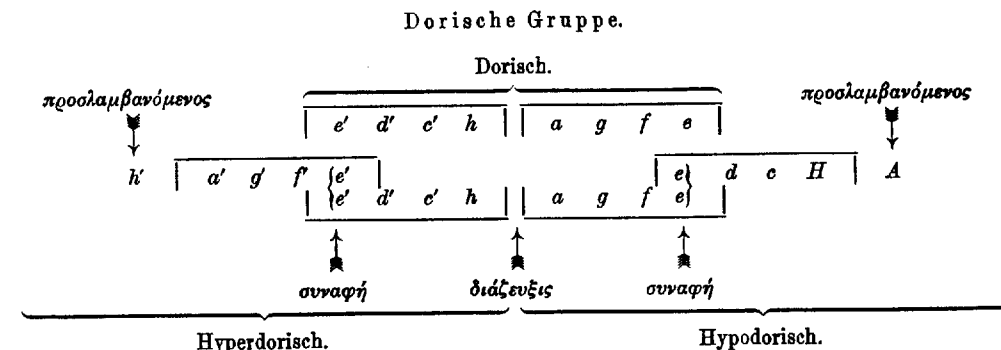 Dorische Gruppe.
Dorisch.
προσλαμβανόμενος προσλαμβανόμενος
e' d' c' h a g f e
h' a' g' f' e' e d c H A
e' d' c' h a g f e
συναφή διάζευξις συναφή
Hyperdorisch. Hypodorisch.